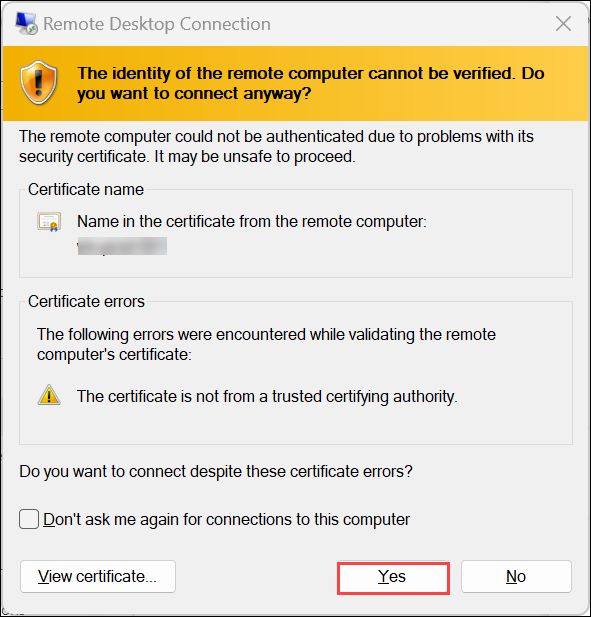 Remote Desktop Connection
The identity of the remote computer cannot be verified. Do
you want to connect anyway?
The remote computer could not be authenticated due to problems with its
security certificate. It may be unsafe to proceed.
Certificate name
Name in the certificate from the remote computer:
Certificate errors
The following errors were encountered while validating the remote
computer's certificate:
The certificate is not from a trusted certifying authority.
Do you want to connect despite these certificate errors?
Don't ask me again for connections to this computer
View certificate...
Yes
No